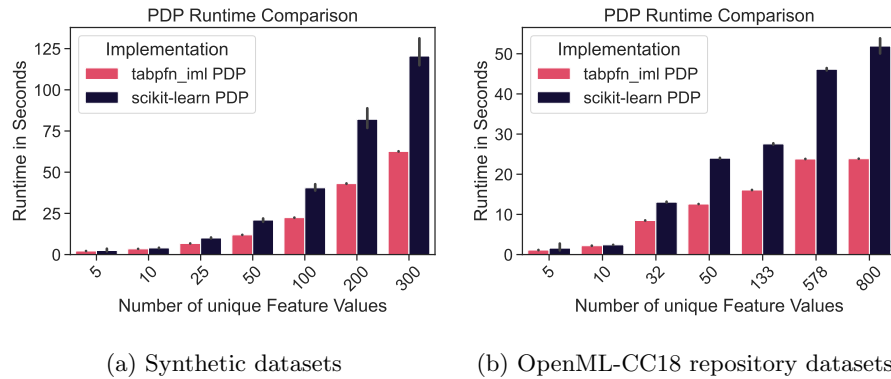 PDP Runtime Comparison
Implementation
tabpfn_iml PDP
scikit-learn PDP
Runtime in Seconds
125
100
75
50
25
0
5 10 25 50 100 200 300
Number of unique Feature Values
(a) Synthetic datasets
PDP Runtime Comparison
Implementation
tabpfn_iml PDP
scikit-learn PDP
Runtime in Seconds
50
40
30
20
10
0
5 10 32 50 133 578 800
Number of unique Feature Values
(b) OpenML-CC18 repository datasets